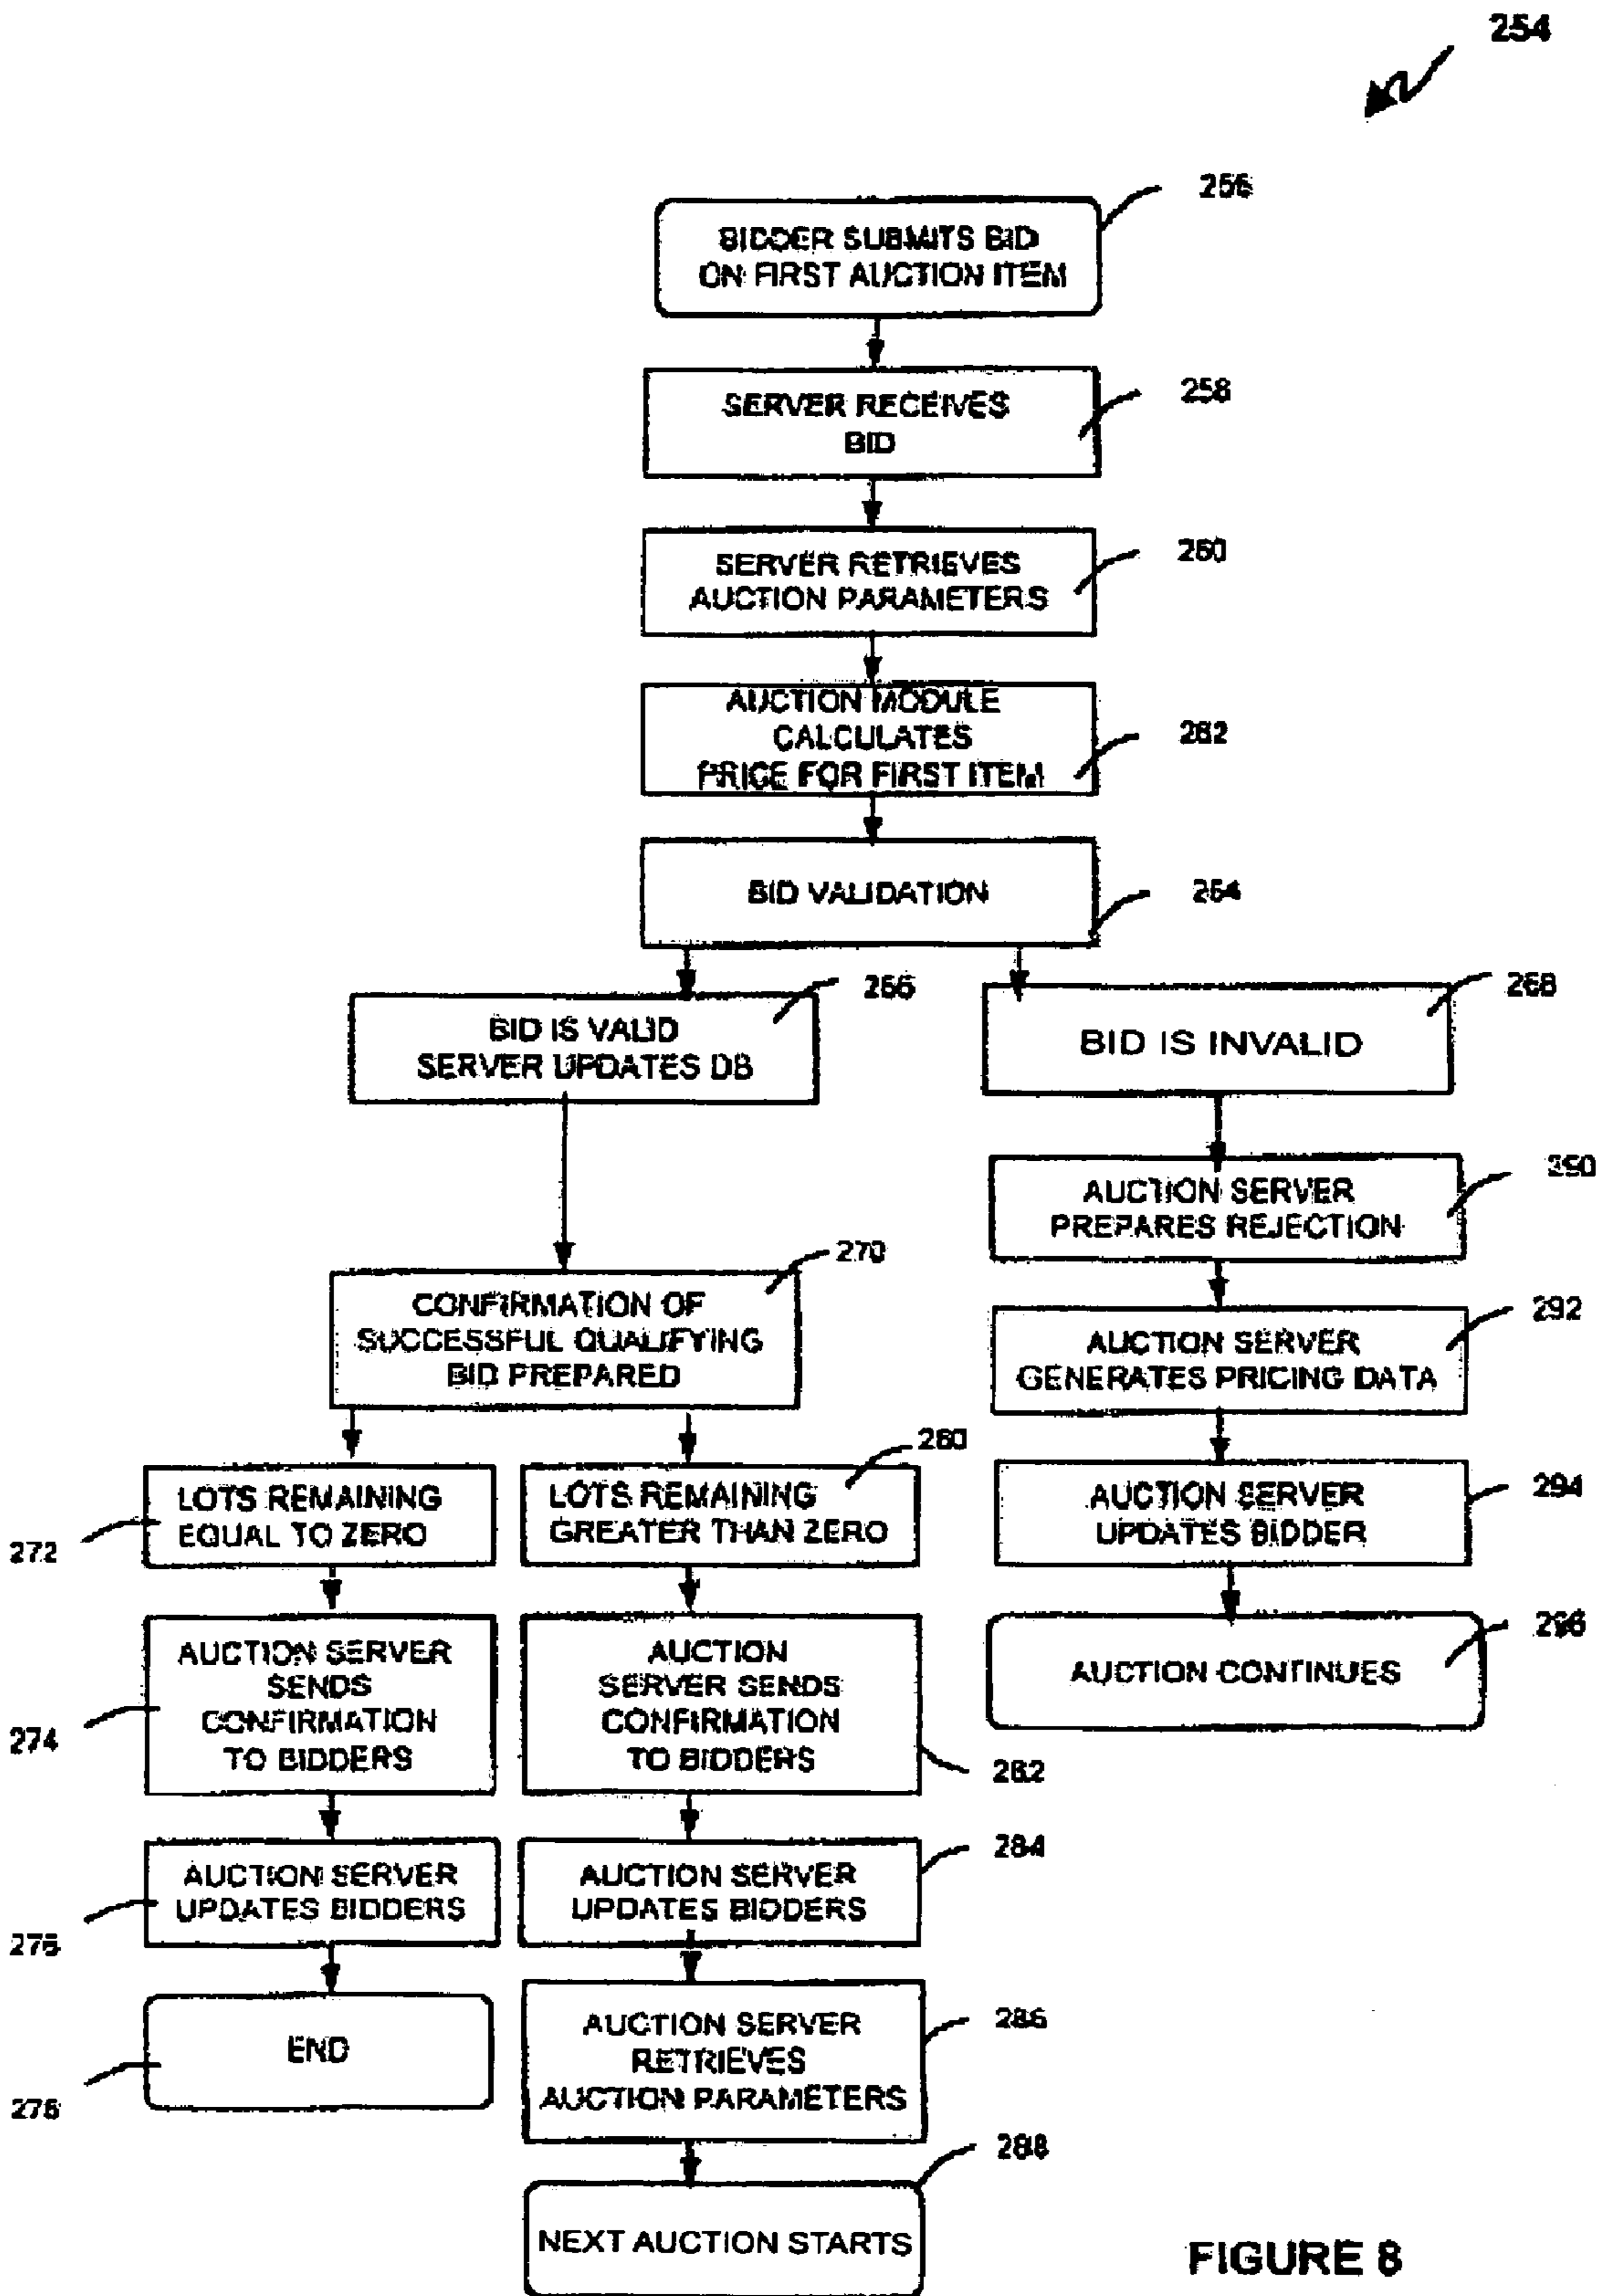 254
256
BIDDER SUBMITS BID
ON FIRST AUCTION ITEM
258
SERVER RECEIVES
BID
260
SERVER RETRIEVES
AUCTION PARAMETERS
262
AUCTION MODULE
CALCULATES
PRICE FOR FIRST ITEM
264
BID VALIDATION
266
BID IS VALID
SERVER UPDATES DB
268
BID IS INVALID
290
AUCTION SERVER
PREPARES REJECTION
270
CONFIRMATION OF
SUCCESSFUL QUALIFYING
BID PREPARED
292
AUCTION SERVER
GENERATES PRICING DATA
272
LOTS REMAINING
EQUAL TO ZERO
280
LOTS REMAINING
GREATER THAN ZERO
294
AUCTION SERVER
UPDATES BIDDER
274
AUCTION SERVER
SENDS
CONFIRMATION
TO BIDDERS
282
AUCTION
SERVER SENDS
CONFIRMATION
TO BIDDERS
296
AUCTION CONTINUES
AUCTION SERVER
UPDATES BIDDERS
284
AUCTION SERVER
UPDATES BIDDERS
END
286
AUCTION SERVER
RETRIEVES
AUCTION PARAMETERS
288
NEXT AUCTION STARTS
FIGURE 8